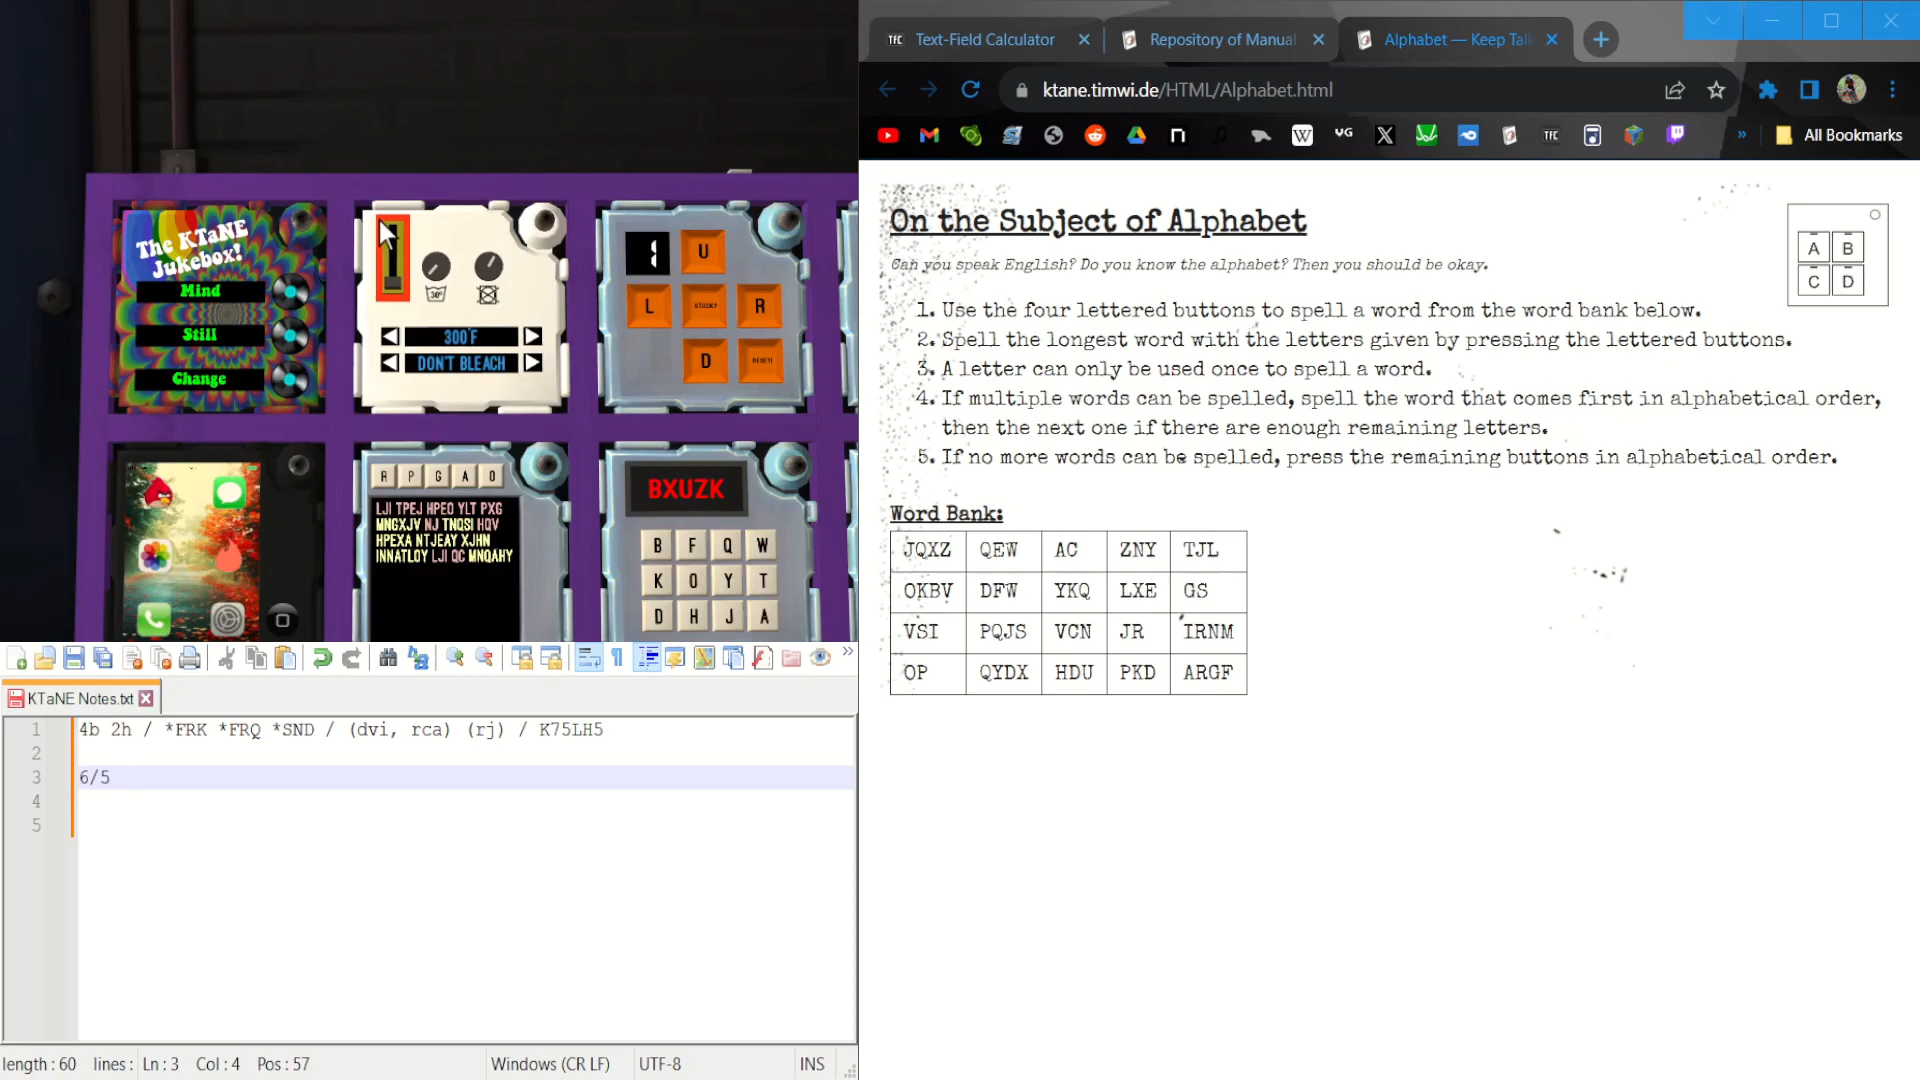 The KTaNE
Jukebox!
Mind
Still
Change
30°
300°F
DON'T BLEACH
1
U
L
STUCK?
R
D
RESET!
R P G A O
LJI TPEJ HPEO YLT PXG
MNGXJV NJ TNQSI HQV
HPEXA NTJEAY XJHN
INNATLOY LJI QC MNQAHY
BXUZK
B F Q W
K O Y T
D H J A
KTaNE Notes.txt
1 4b 2h / *FRK *FRQ *SND / (dvi, rca) (rj) / K75LH5
2
3 6/5
4
5
length : 60 lines : Ln : 3 Col : 4 Pos : 57 Windows (CR LF) UTF-8 INS
TFC Text-Field Calculator
Repository of Manual
Alphabet — Keep Talk
ktane.timwi.de/HTML/Alphabet.html
W
VG
TFC
» All Bookmarks
On the Subject of Alphabet
Can you speak English? Do you know the alphabet? Then you should be okay.
A B
C D
1. Use the four lettered buttons to spell a word from the word bank below.
2. Spell the longest word with the letters given by pressing the lettered buttons.
3. A letter can only be used once to spell a word.
4. If multiple words can be spelled, spell the word that comes first in alphabetical order,
then the next one if there are enough remaining letters.
5. If no more words can be spelled, press the remaining buttons in alphabetical order.
Word Bank:
JQXZ QEW AC ZNY TJL
OKBV DFW YKQ LXE GS
VSI PQJS VCN JR IRNM
OP QYDX HDU PKD ARGF